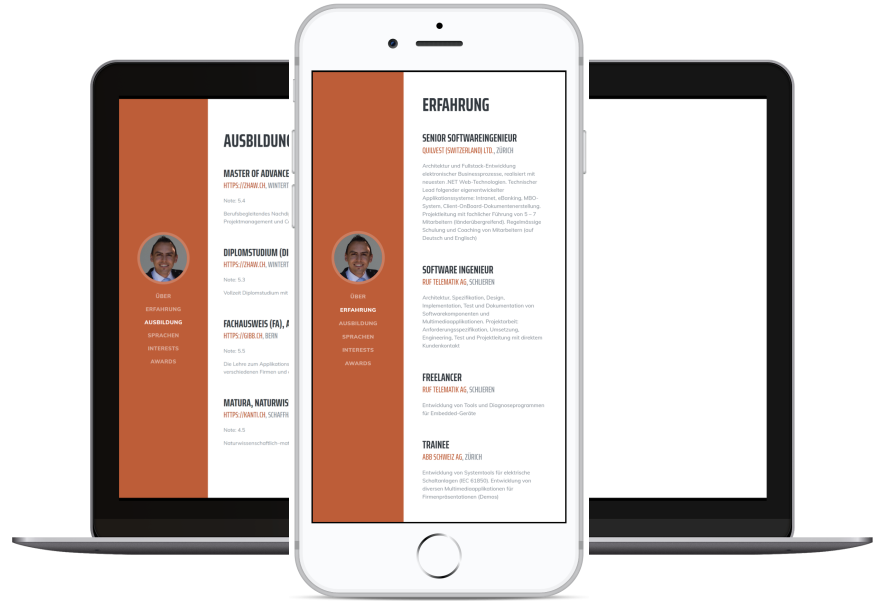 AUSBILDUNG
MASTER OF ADVANCE
HTTPS://ZHAW.CH, WINTERT
Note: 5.4
Berufsbegleitendes Nachdi
Projektmanagement und C
DIPLOMSTUDIUM (DI
HTTPS://ZHAW.CH, WINTERT
Note: 5.3
Vollzeit Diplomstudium mit
FACHAUSWEIS (FA), A
HTTPS://GIBB.CH, BERN
Note: 5.5
Die Lehre zum Applikations
verschiedenen Firmen und
MATURA, NATURWIS
HTTPS://KANTI.CH, SCHAFFH
Note: 4.5
Naturwissenschaftlich-mat
ÜBER
ERFAHRUNG
AUSBILDUNG
SPRACHEN
INTERESTS
AWARDS
ERFAHRUNG
SENIOR SOFTWAREINGENIEUR
QUILVEST (SWITZERLAND) LTD., ZÜRICH
Architektur und Fullstack-Entwicklung
elektronischer Businessprozesse, realisiert mit
neuesten .NET Web-Technologien. Technischer
Lead folgender eigenentwickelter
Applikationssysteme: Intranet, eBanking, MBO-
System, Client-OnBoard-Dokumentenerstellung.
Projektleitung mit fachlicher Führung von 5 – 7
Mitarbeitern (länderübergreifend). Regelmässige
Schulung und Coaching von Mitarbeitern (auf
Deutsch und Englisch)
SOFTWARE INGENIEUR
RUF TELEMATIK AG, SCHLIEREN
Architektur, Spezifikation, Design,
Implementation, Test und Dokumentation von
Softwarekomponenten und
Multimediaapplikationen. Projektarbeit:
Anforderungsspezifikation, Umsetzung,
Engineering, Test und Projektleitung mit direktem
Kundenkontakt
FREELANCER
RUF TELEMATIK AG, SCHLIEREN
Entwicklung von Tools und Diagnoseprogrammen
für Embedded-Geräte
TRAINEE
ABB SCHWEIZ AG, ZÜRICH
Entwicklung von Systemtools für elektrische
Schaltanlagen (IEC 61850). Entwicklung von
diversen Multimediaapplikationen für
Firmenpräsentationen (Demos)
ÜBER
ERFAHRUNG
AUSBILDUNG
SPRACHEN
INTERESTS
AWARDS